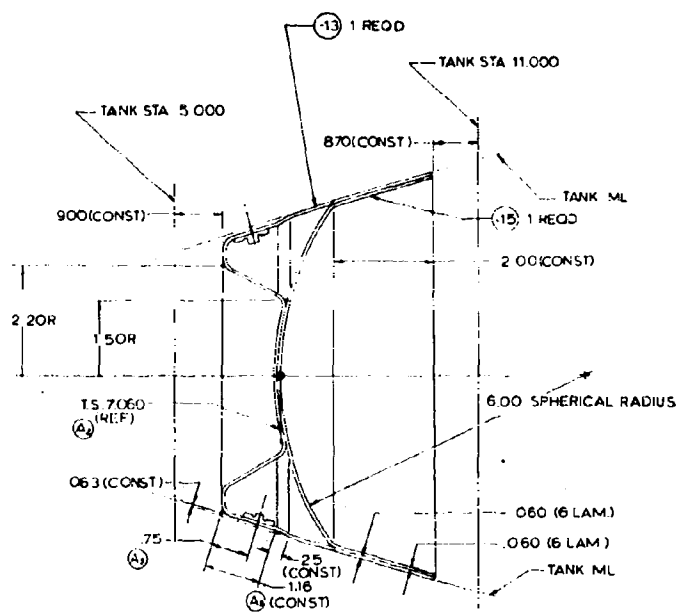 -13 1 REQD
TANK STA 11.000
TANK STA 5.000
.870 (CONST)
TANK ML
.900 (CONST)
-15 1 REQD
2.00 (CONST)
2.20R
1.50R
T.S. 7.060
(REF)
6.00 SPHERICAL RADIUS
.063 (CONST)
.060 (6 LAM.)
.75
.060 (6 LAM.)
.25
(CONST)
TANK ML
1.16
(CONST)